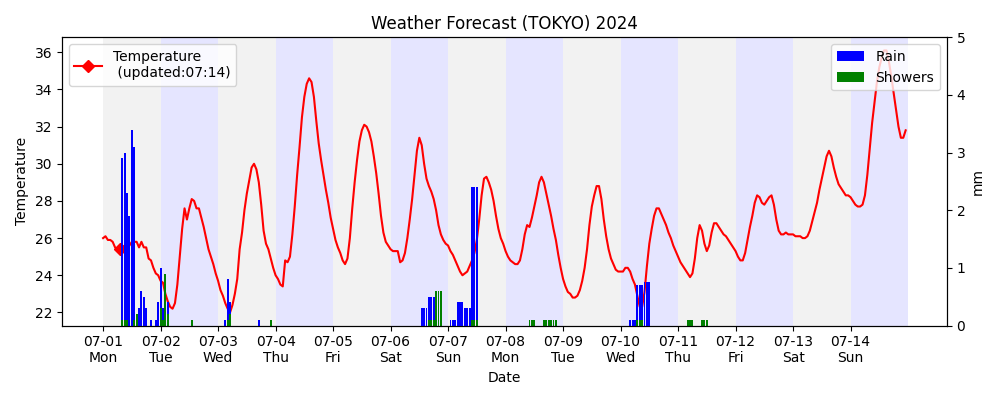 Weather Forecast (TOKYO) 2024
Temperature
(updated:07:14)
Rain
Showers
Temperature
36
34
32
30
28
26
24
22
5
4
3
2
1
0
mm
07-01 07-02 07-03 07-04 07-05 07-06 07-07 07-08 07-09 07-10 07-11 07-12 07-13 07-14
Mon Tue Wed Thu Fri Sat Sun Mon Tue Wed Thu Fri Sat Sun
Date